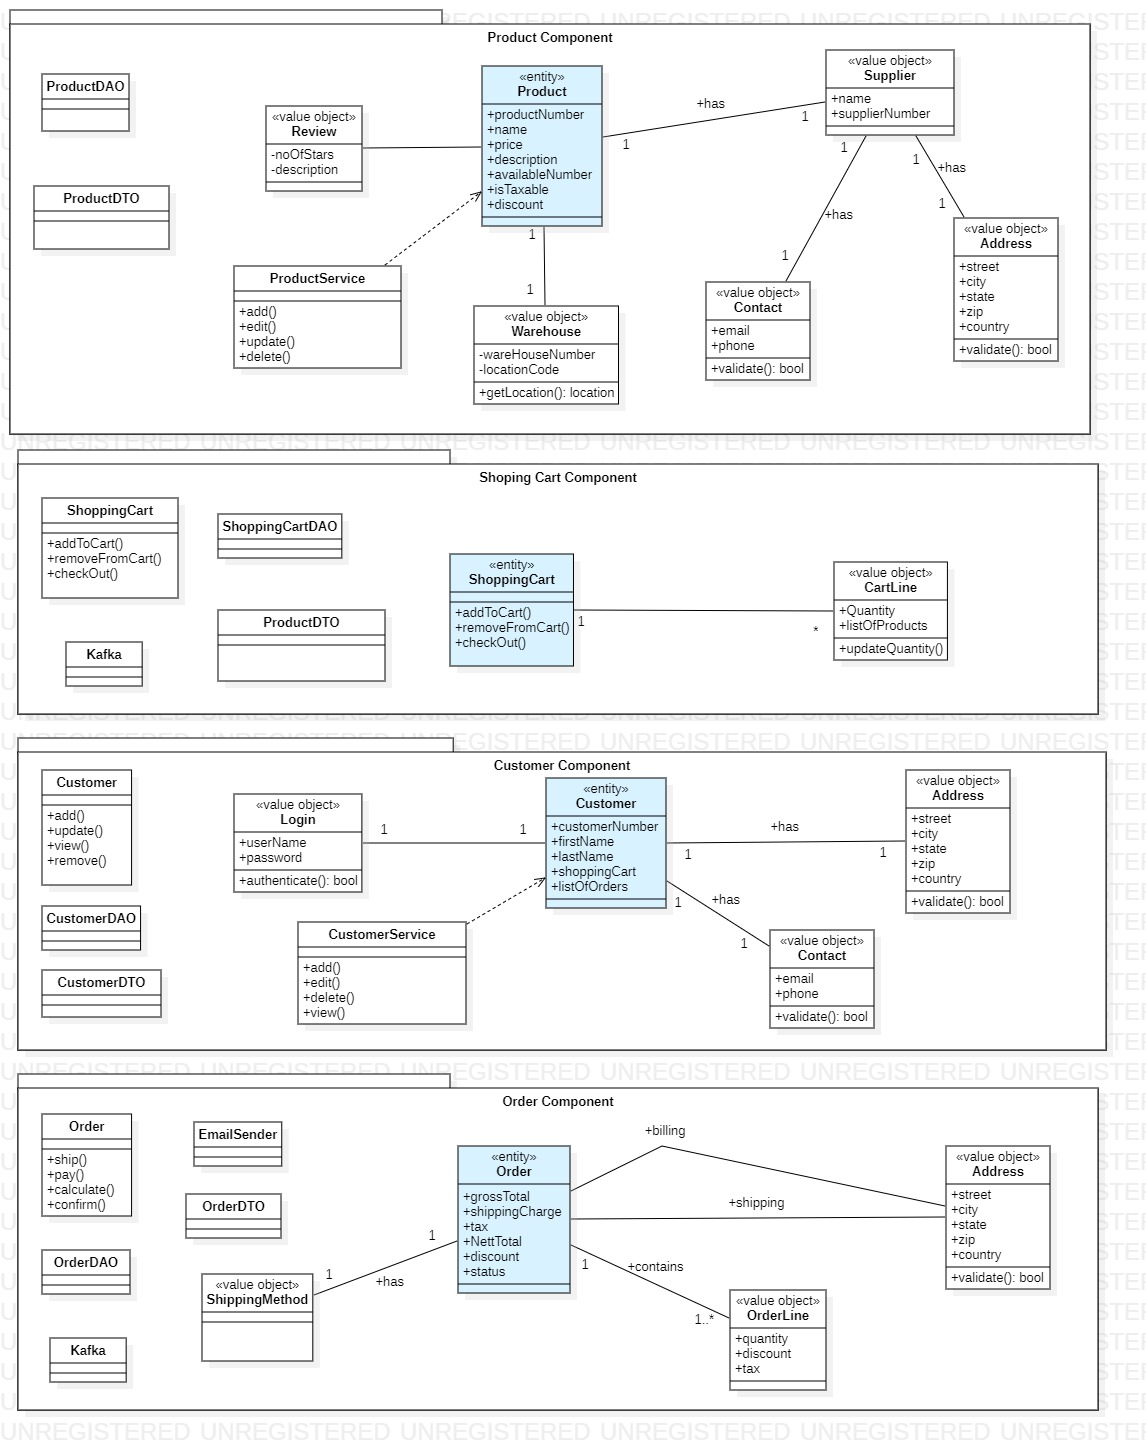 Product Component
ProductDAO
ProductDTO
«value object»
Review
-noOfStars
-description
«entity»
Product
+productNumber
+name
+price
+description
+availableNumber
+isTaxable
+discount
+has
1
1
«value object»
Supplier
+name
+supplierNumber
1
+has
1
1
+has
1
ProductService
+add()
+edit()
+update()
+delete()
1
1
«value object»
Warehouse
-wareHouseNumber
-locationCode
+getLocation(): location
«value object»
Contact
+email
+phone
+validate(): bool
«value object»
Address
+street
+city
+state
+zip
+country
+validate(): bool
Shoping Cart Component
ShoppingCart
+addToCart()
+removeFromCart()
+checkOut()
ShoppingCartDAO
ProductDTO
Kafka
«entity»
ShoppingCart
+addToCart()
+removeFromCart()
+checkOut()
1
*
«value object»
CartLine
+Quantity
+listOfProducts
+updateQuantity()
Customer Component
Customer
+add()
+update()
+view()
+remove()
CustomerDAO
CustomerDTO
«value object»
Login
+userName
+password
+authenticate(): bool
1
1
«entity»
Customer
+customerNumber
+firstName
+lastName
+shoppingCart
+listOfOrders
+has
1
1
«value object»
Address
+street
+city
+state
+zip
+country
+validate(): bool
1
+has
1
«value object»
Contact
+email
+phone
+validate(): bool
CustomerService
+add()
+edit()
+delete()
+view()
Order Component
Order
+ship()
+pay()
+calculate()
+confirm()
EmailSender
OrderDTO
OrderDAO
Kafka
«value object»
ShippingMethod
1
+has
1
«entity»
Order
+grossTotal
+shippingCharge
+tax
+NettTotal
+discount
+status
+billing
+shipping
1
+contains
1..*
«value object»
OrderLine
+quantity
+discount
+tax
«value object»
Address
+street
+city
+state
+zip
+country
+validate(): bool
UNREGISTERED UNREGISTERED UNREGISTERED UNREGISTERED UNREGISTERED